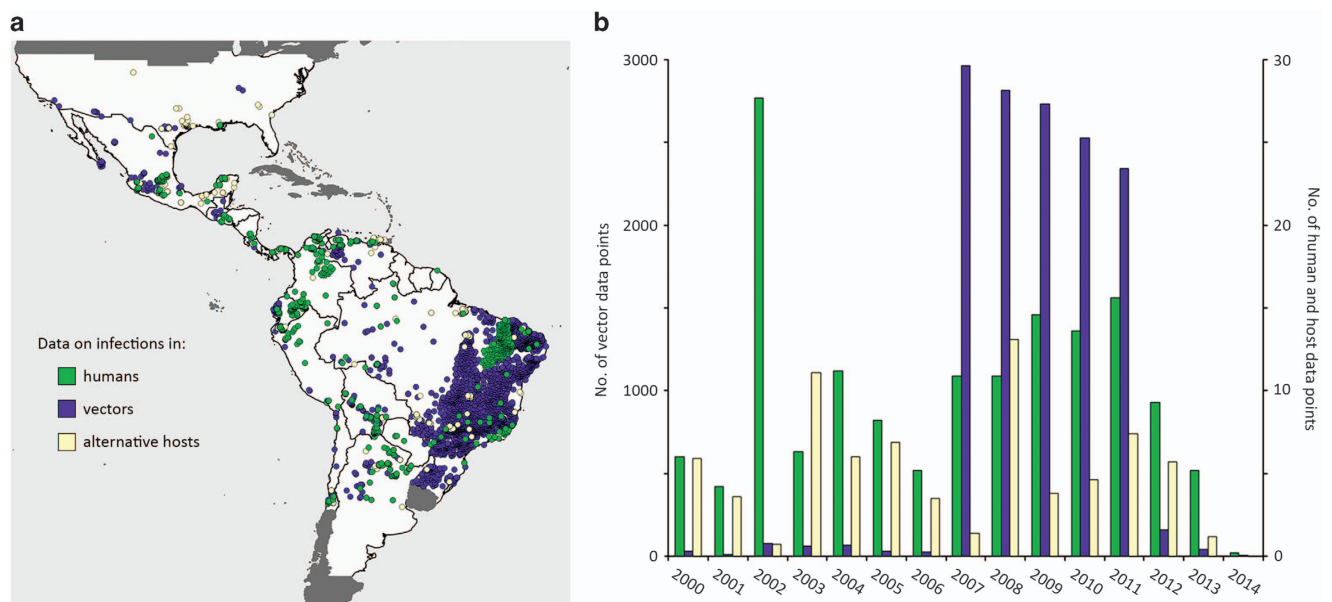 a
Data on infections in:
humans
vectors
alternative hosts
b
No. of vector data points
3000
2000
1000
0
No. of human and host data points
30
20
10
0
2000
2001
2002
2003
2004
2005
2006
2007
2008
2009
2010
2011
2012
2013
2014